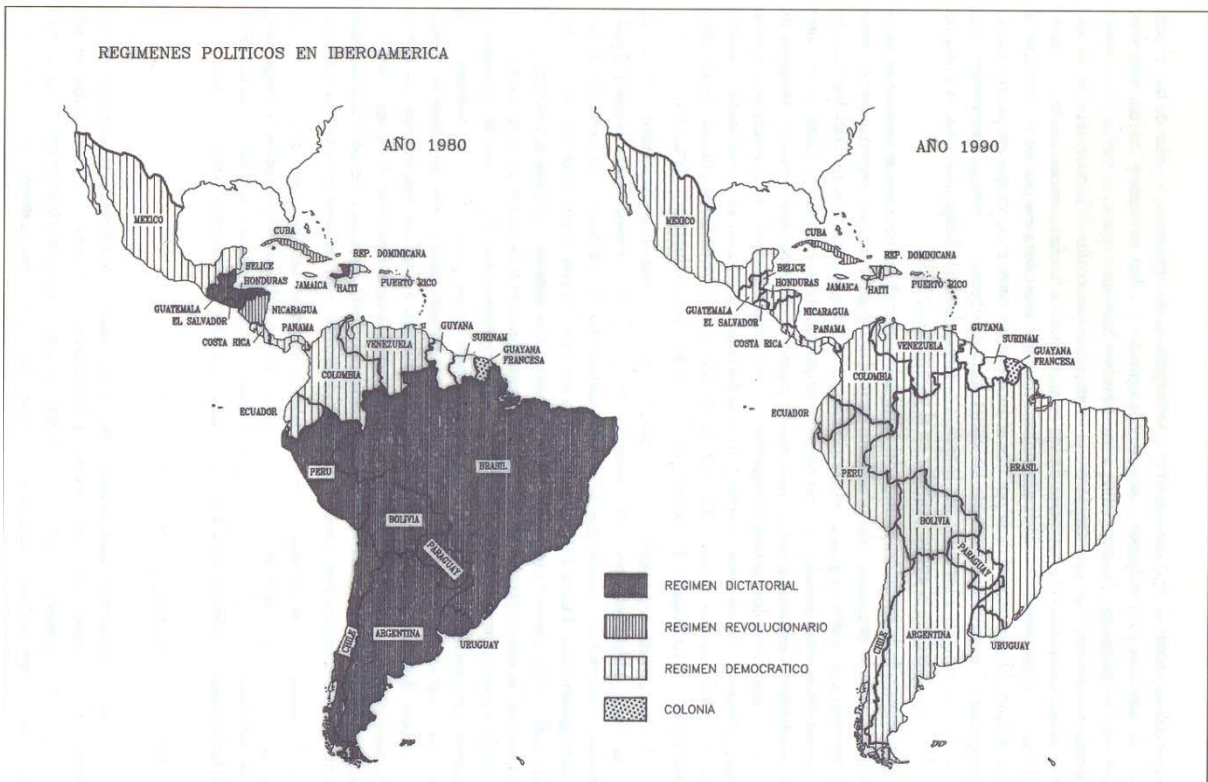 REGIMENES POLITICOS EN IBEROAMERICA
AÑO 1980
MEXICO
CUBA
REP. DOMINICANA
BELICE
HONDURAS
JAMAICA
HAITI
PUERTO RICO
GUATEMALA
EL SALVADOR
NICARAGUA
COSTA RICA
PANAMA
VENEZUELA
GUYANA
SURINAM
GUAYANA
FRANCESA
COLOMBIA
ECUADOR
PERU
BRASIL
BOLIVIA
PARAGUAY
CHILE
ARGENTINA
URUGUAY
AÑO 1990
MEXICO
CUBA
REP. DOMINICANA
BELICE
HONDURAS
JAMAICA
HAITI
PUERTO RICO
GUATEMALA
EL SALVADOR
NICARAGUA
COSTA RICA
PANAMA
VENEZUELA
GUYANA
SURINAM
GUAYANA
FRANCESA
COLOMBIA
ECUADOR
PERU
BRASIL
BOLIVIA
PARAGUAY
CHILE
ARGENTINA
URUGUAY
RÉGIMEN DICTATORIAL
REGIMEN REVOLUCIONARIO
REGIMEN DEMOCRATICO
COLONIA